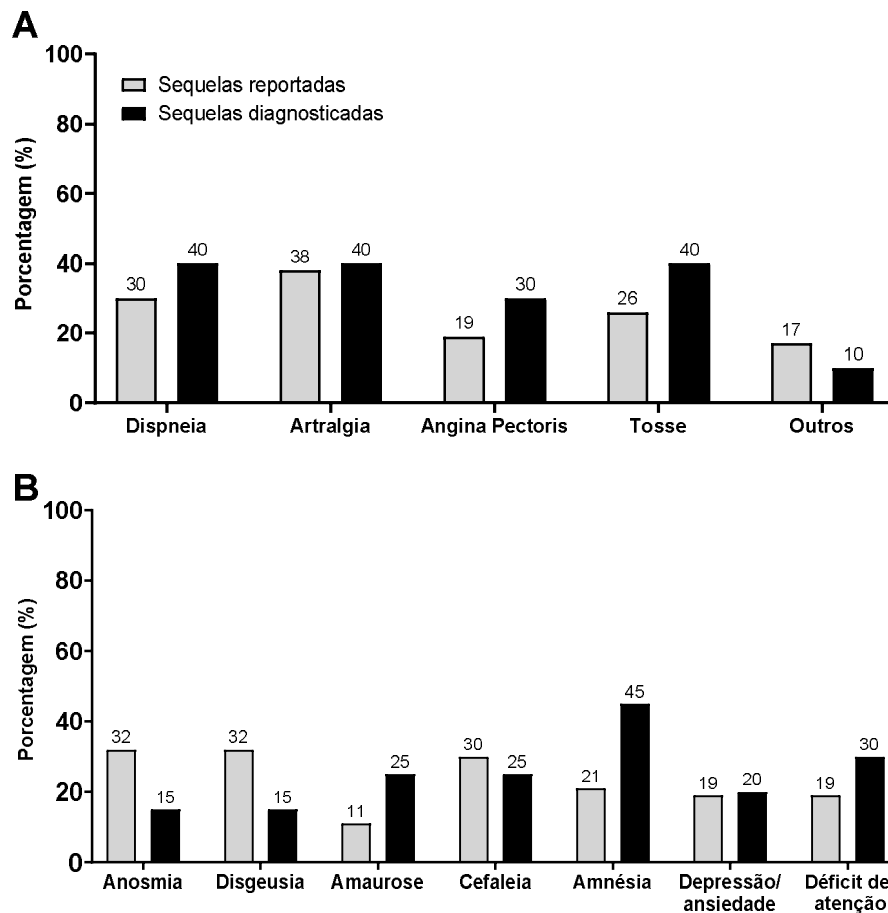 A
100
80
60
40
20
0
Porcentagem (%)
Sequelas reportadas
Sequelas diagnosticadas
30
40
38
40
19
30
26
40
17
10
Dispneia
Artralgia
Angina Pectoris
Tosse
Outros
B
100
80
60
40
20
0
Porcentagem (%)
32
15
32
15
11
25
30
25
21
45
19
20
19
30
Anosmia
Disgeusia
Amaurose
Cefaleia
Amnésia
Depressão/
ansiedade
Déficit de
atenção